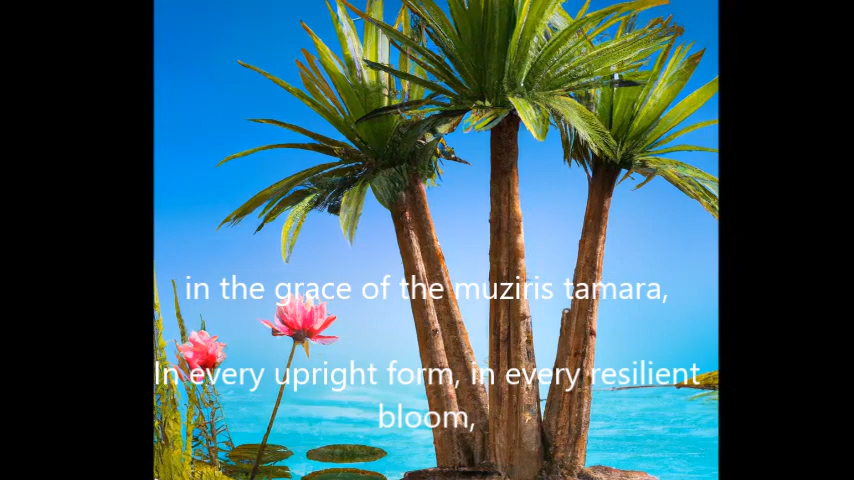 in the grace of the muziris tamara,
In every upright form, in every resilient
bloom,